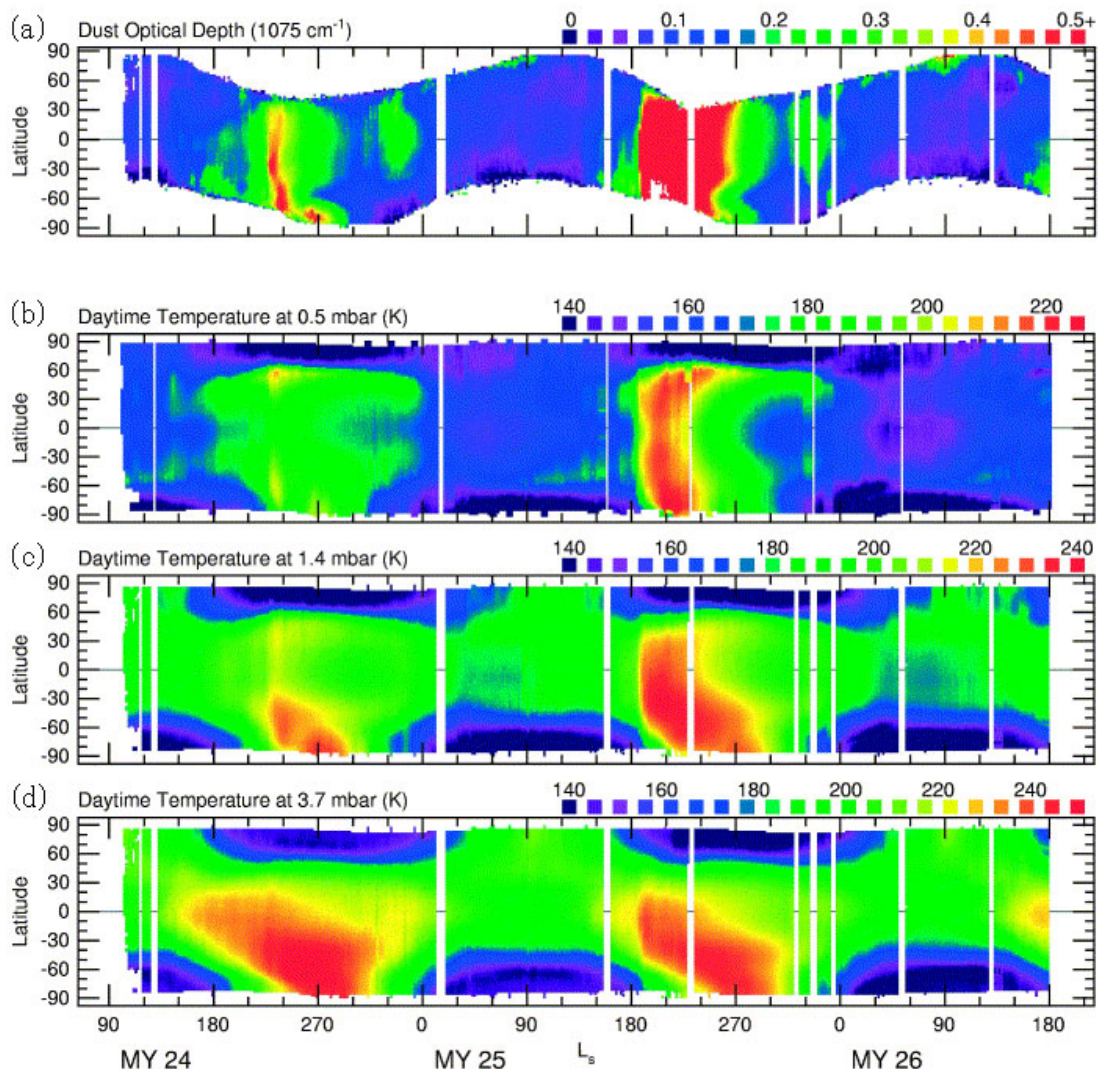 (a) Dust Optical Depth (1075 cm⁻¹)
0 0.1 0.2 0.3 0.4 0.5+
90
60
30
0
-30
-60
-90
Latitude
(b) Daytime Temperature at 0.5 mbar (K)
140 160 180 200 220
90
60
30
0
-30
-60
-90
Latitude
(c) Daytime Temperature at 1.4 mbar (K)
140 160 180 200 220 240
90
60
30
0
-30
-60
-90
Latitude
(d) Daytime Temperature at 3.7 mbar (K)
140 160 180 200 220 240
90
60
30
0
-30
-60
-90
Latitude
90 180 270 0 90 180 270 0 90 180
MY 24 MY 25 Ls MY 26